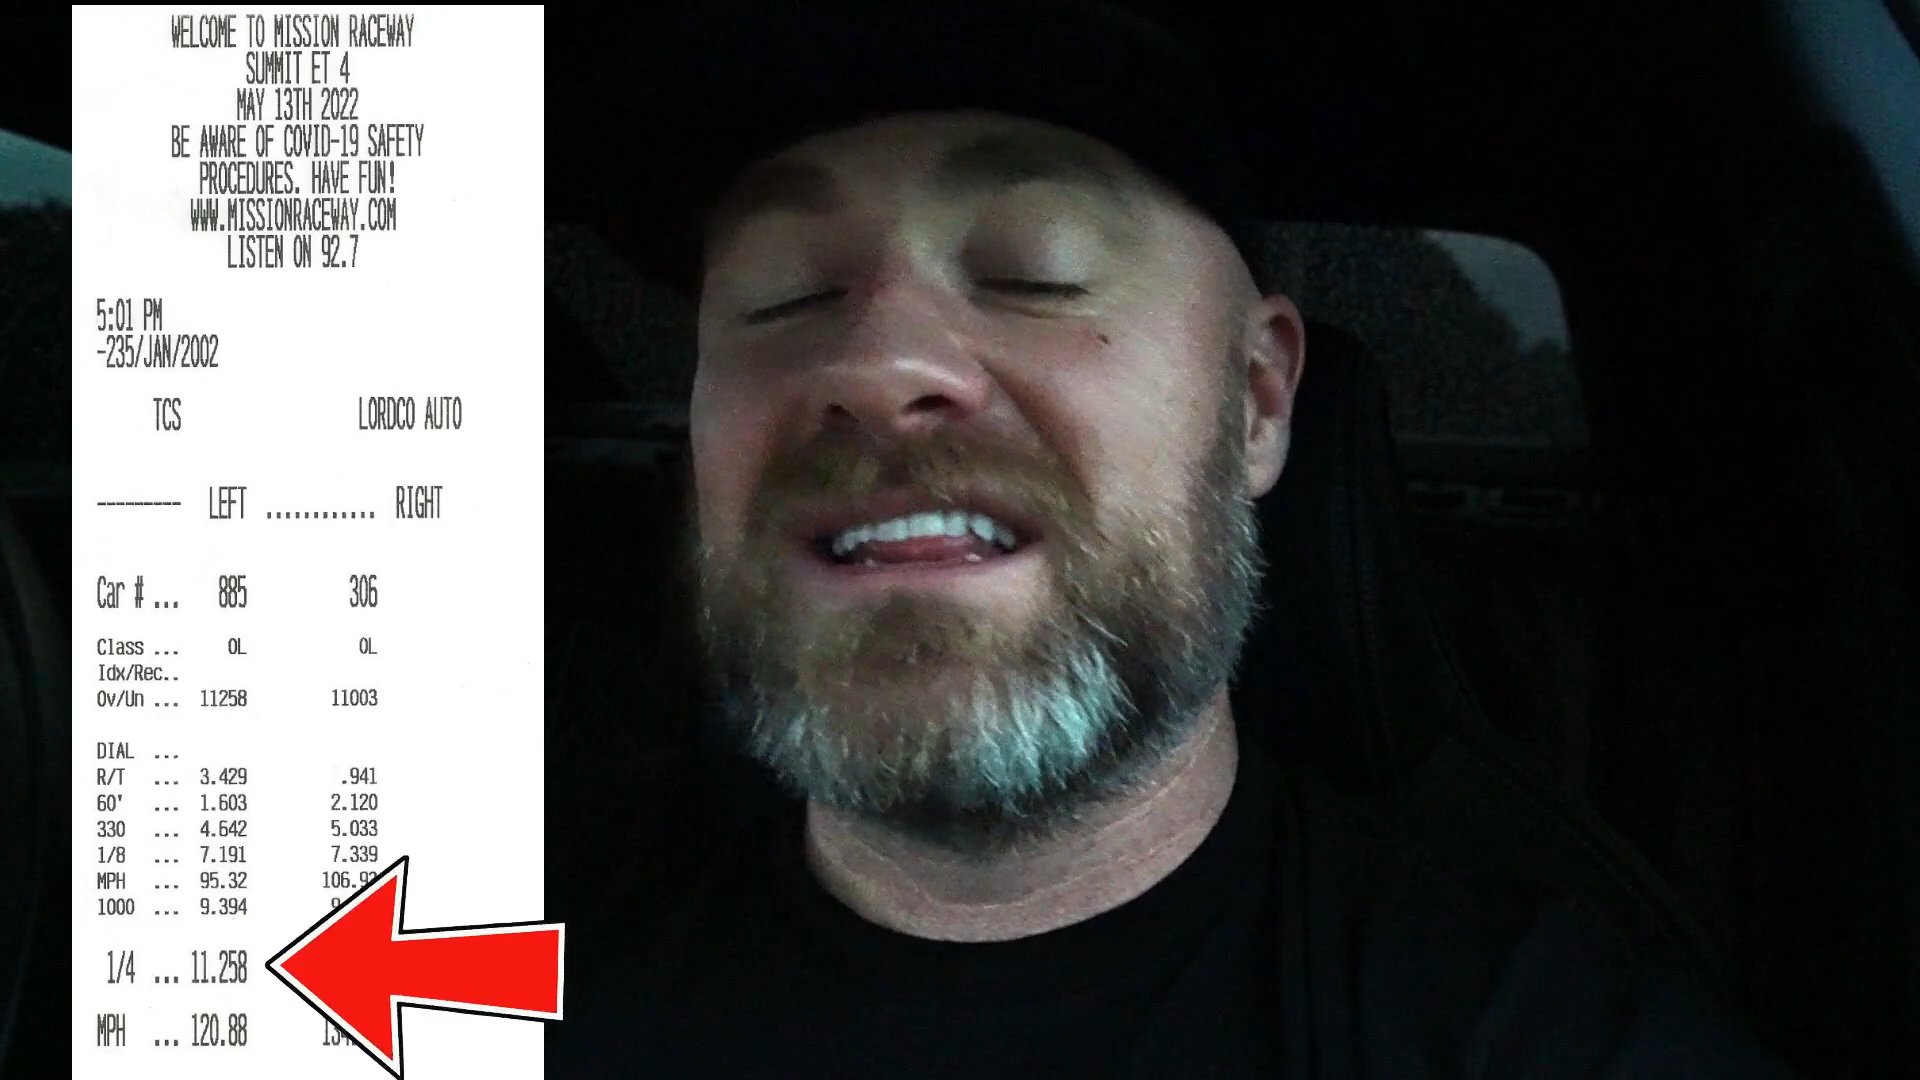 WELCOME TO MISSION RACEWAY
SUMMIT ET 4
MAY 13TH 2022
BE AWARE OF COVID-19 SAFETY
PROCEDURES. HAVE FUN!
WWW.MISSIONRACEWAY.COM
LISTEN ON 92.7
5:01 PM
-235/JAN/2002
TCS LORDCO AUTO
--------- LEFT ............ RIGHT
Car # ... 885 306
Class ... OL OL
Idx/Rec..
Ov/Un ... 11258 11003
DIAL ...
R/T ... 3.429 .941
60' ... 1.603 2.120
330 ... 4.642 5.033
1/8 ... 7.191 7.339
MPH ... 95.32
1000 ... 9.394
1/4 ... 11.258
MPH ... 120.88